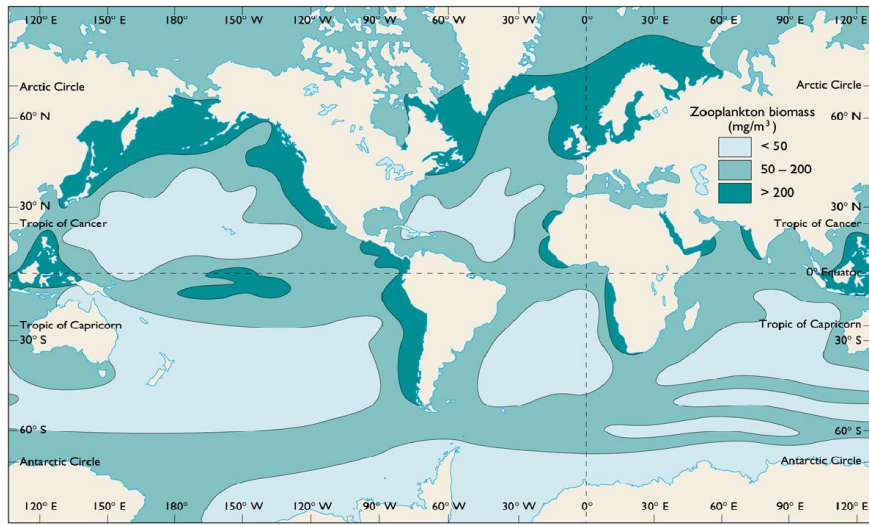 120° E 150° E 180° 150° W 120° W 90° W 60° W 30° W 0° 30° E 60° E 90° E 120° E
Arctic Circle Arctic Circle
60° N 60° N
Zooplankton biomass
(mg/m³)
< 50
50 – 200
> 200
30° N 30° N
Tropic of Cancer Tropic of Cancer
0° Equator
Tropic of Capricorn Tropic of Capricorn
30° S 30° S
60° S 60° S
Antarctic Circle Antarctic Circle
120° E 150° E 180° 150° W 120° W 90° W 60° W 30° W 0° 30° E 60° E 90° E 120° E